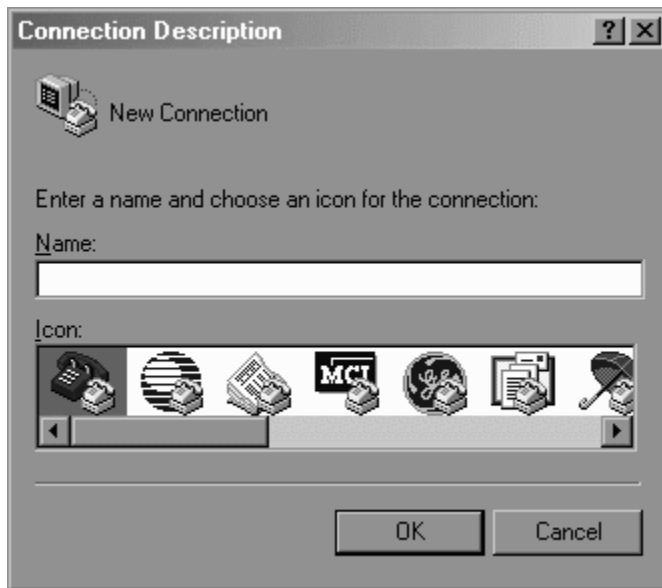 Connection Description
New Connection
Enter a name and choose an icon for the connection:
Name:
Icon:
MCI
OK Cancel